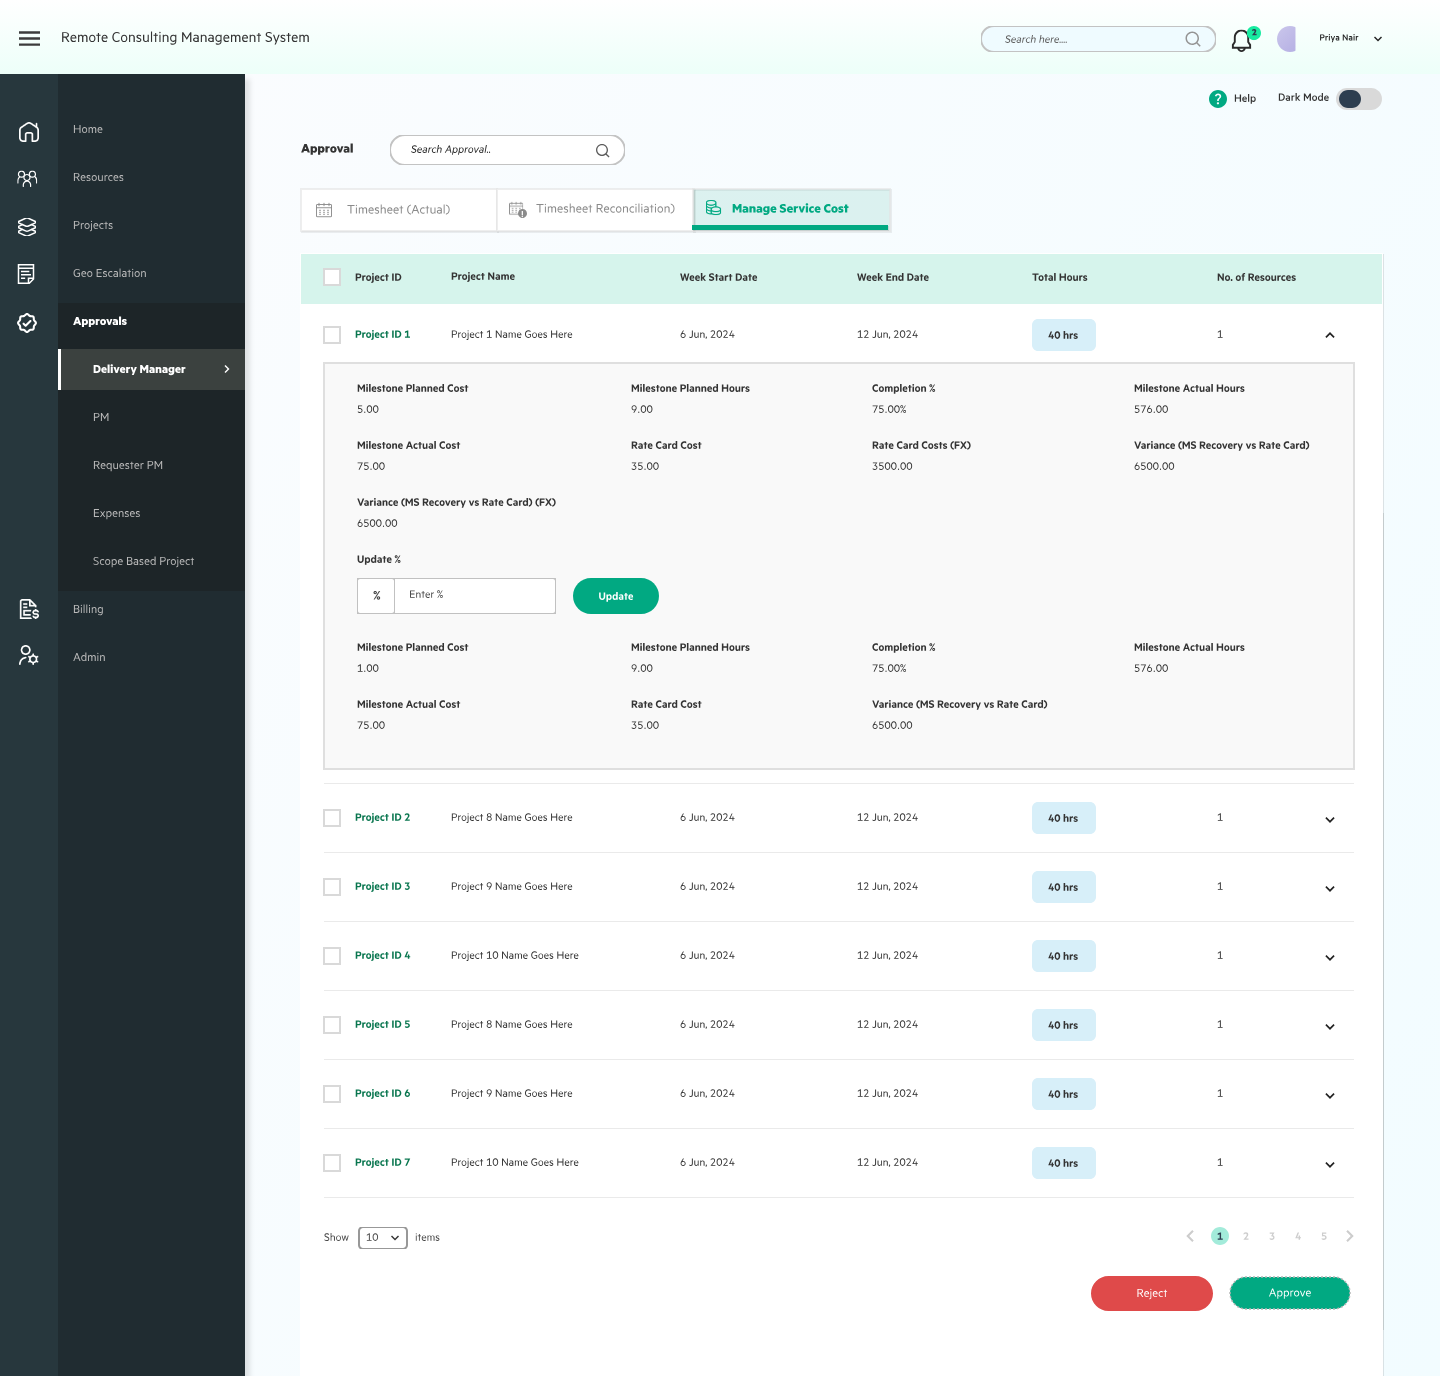 Remote Consulting Management System
Search here....
2
Priya Nair
? Help
Dark Mode
Home
Resources
Projects
Geo Escalation
Approvals
Delivery Manager
PM
Requester PM
Expenses
Scope Based Project
Billing
Admin
Approval
Search Approval..
Timesheet (Actual)
Timesheet Reconciliation)
Manage Service Cost
Project ID Project Name Week Start Date Week End Date Total Hours No. of Resources
Project ID 1 Project 1 Name Goes Here 6 Jun, 2024 12 Jun, 2024 40 hrs 1
Milestone Planned Cost Milestone Planned Hours Completion % Milestone Actual Hours
5.00 9.00 75.00% 576.00
Milestone Actual Cost Rate Card Cost Rate Card Costs (FX) Variance (MS Recovery vs Rate Card)
75.00 35.00 3500.00 6500.00
Variance (MS Recovery vs Rate Card) (FX)
6500.00
Update %
% Enter % Update
Milestone Planned Cost Milestone Planned Hours Completion % Milestone Actual Hours
1.00 9.00 75.00% 576.00
Milestone Actual Cost Rate Card Cost Variance (MS Recovery vs Rate Card)
75.00 35.00 6500.00
Project ID 2 Project 8 Name Goes Here 6 Jun, 2024 12 Jun, 2024 40 hrs 1
Project ID 3 Project 9 Name Goes Here 6 Jun, 2024 12 Jun, 2024 40 hrs 1
Project ID 4 Project 10 Name Goes Here 6 Jun, 2024 12 Jun, 2024 40 hrs 1
Project ID 5 Project 8 Name Goes Here 6 Jun, 2024 12 Jun, 2024 40 hrs 1
Project ID 6 Project 9 Name Goes Here 6 Jun, 2024 12 Jun, 2024 40 hrs 1
Project ID 7 Project 10 Name Goes Here 6 Jun, 2024 12 Jun, 2024 40 hrs 1
Show 10 items
1 2 3 4 5
Reject Approve